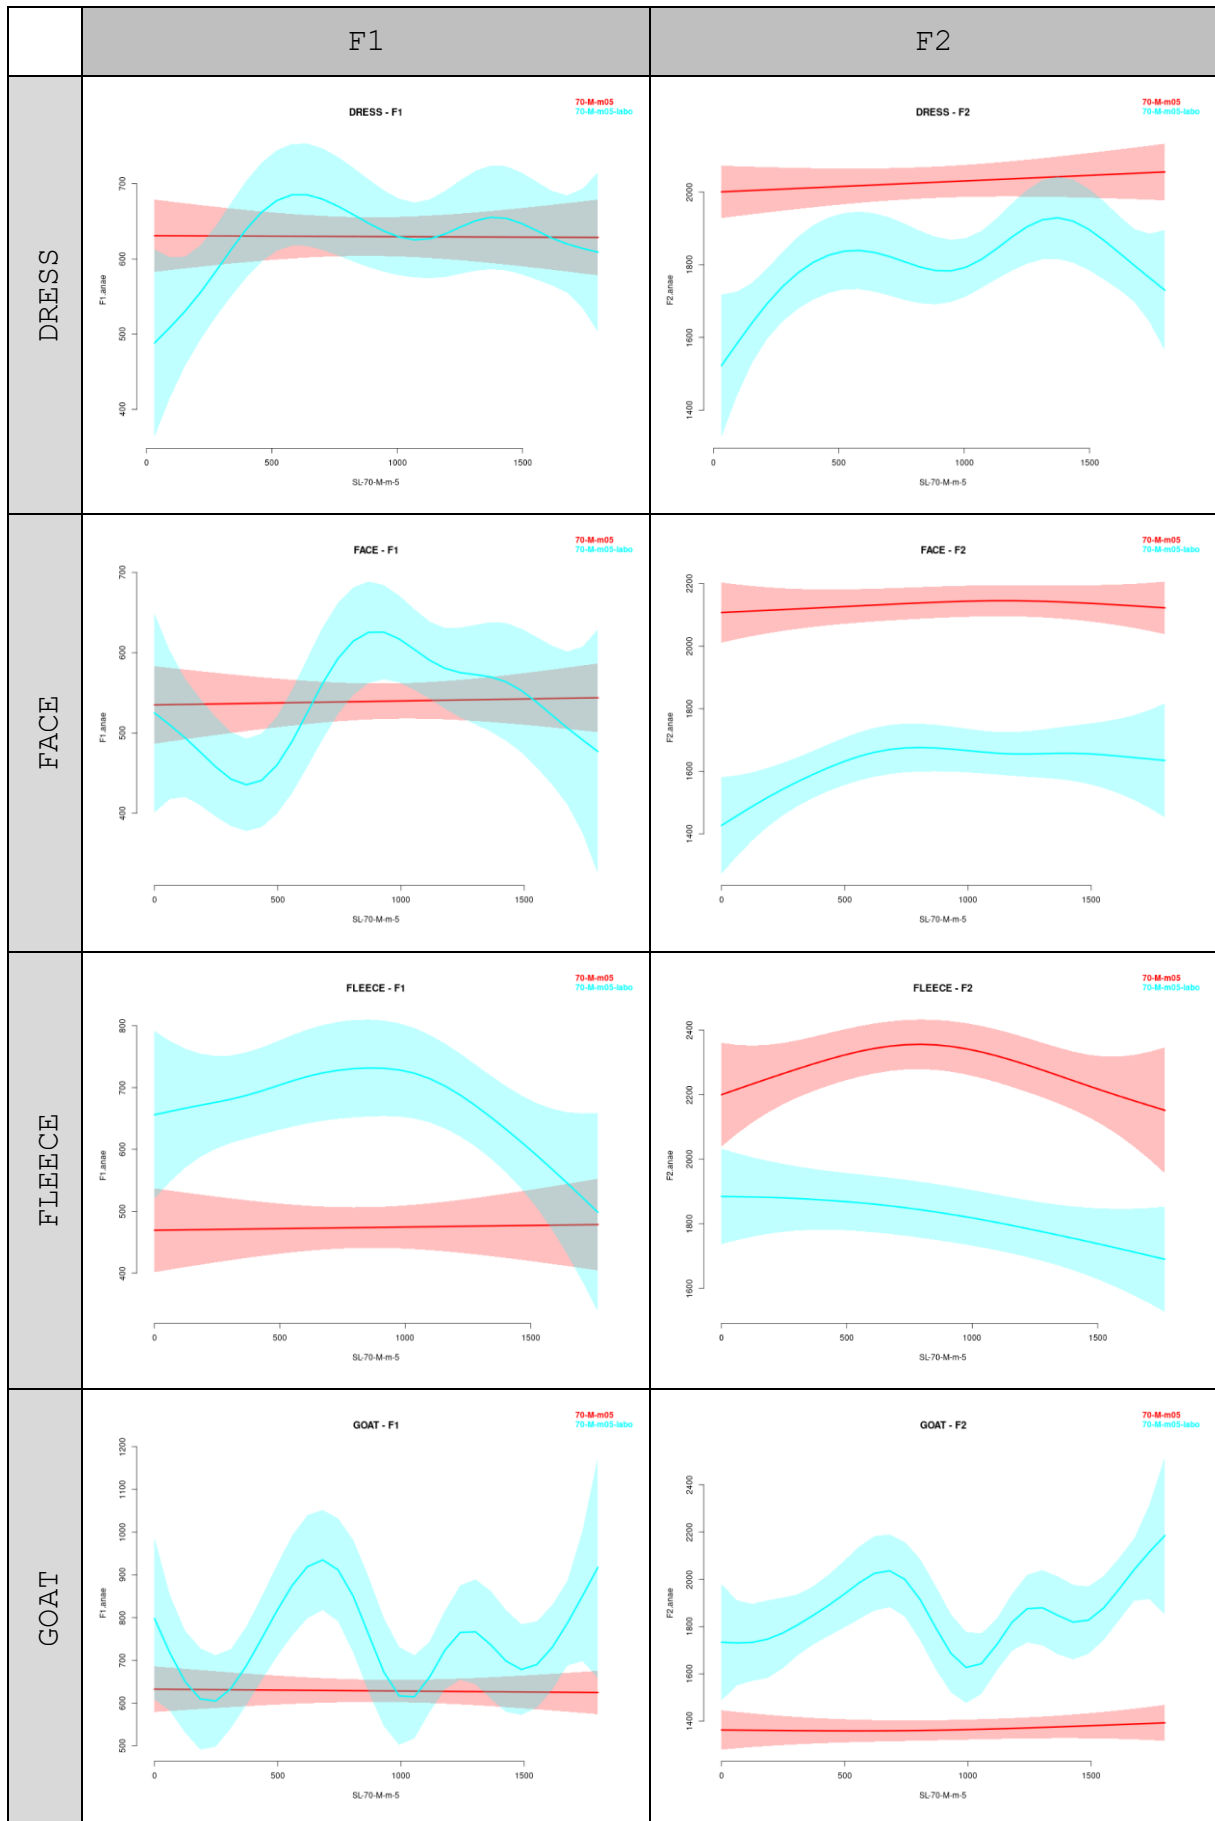 F1
F2
DRESS
DRESS - F1
70-M-m05
70-M-m05-labo
F1.anae
400
500
600
700
0
500
1000
1500
SL-70-M-m-5
DRESS - F2
70-M-m05
70-M-m05-labo
F2.anae
1400
1600
1800
2000
0
500
1000
1500
SL-70-M-m-5
FACE
FACE - F1
70-M-m05
70-M-m05-labo
F1.anae
400
500
600
700
0
500
1000
1500
SL-70-M-m-5
FACE - F2
70-M-m05
70-M-m05-labo
F2.anae
1400
1600
1800
2000
2200
0
500
1000
1500
SL-70-M-m-5
FLEECE
FLEECE - F1
70-M-m05
70-M-m05-labo
F1.anae
400
500
600
700
800
0
500
1000
1500
SL-70-M-m-5
FLEECE - F2
70-M-m05
70-M-m05-labo
F2.anae
1600
1800
2000
2200
2400
0
500
1000
1500
SL-70-M-m-5
GOAT
GOAT - F1
70-M-m05
70-M-m05-labo
F1.anae
500
600
700
800
900
1000
1100
1200
0
500
1000
1500
SL-70-M-m-5
GOAT - F2
70-M-m05
70-M-m05-labo
F2.anae
1400
1600
1800
2000
2200
2400
0
500
1000
1500
SL-70-M-m-5